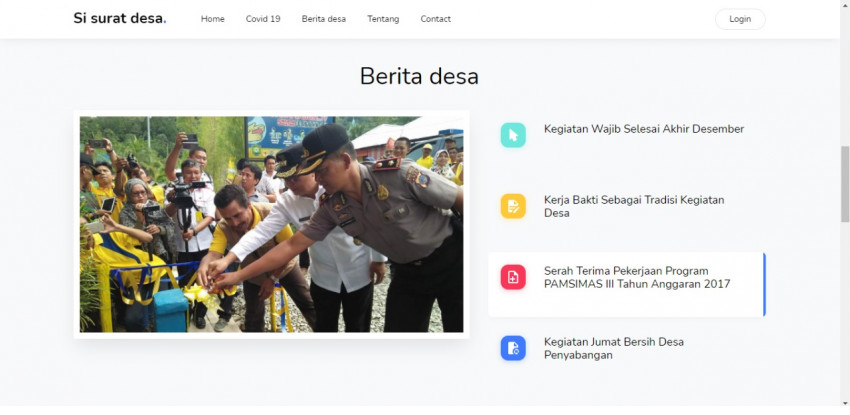 Si surat desa.
Home
Covid 19
Berita desa
Tentang
Contact
Login
Berita desa
Kegiatan Wajib Selesai Akhir Desember
Kerja Bakti Sebagai Tradisi Kegiatan
Desa
Serah Terima Pekerjaan Program
PAMSIMAS III Tahun Anggaran 2017
Kegiatan Jumat Bersih Desa
Penyabangan